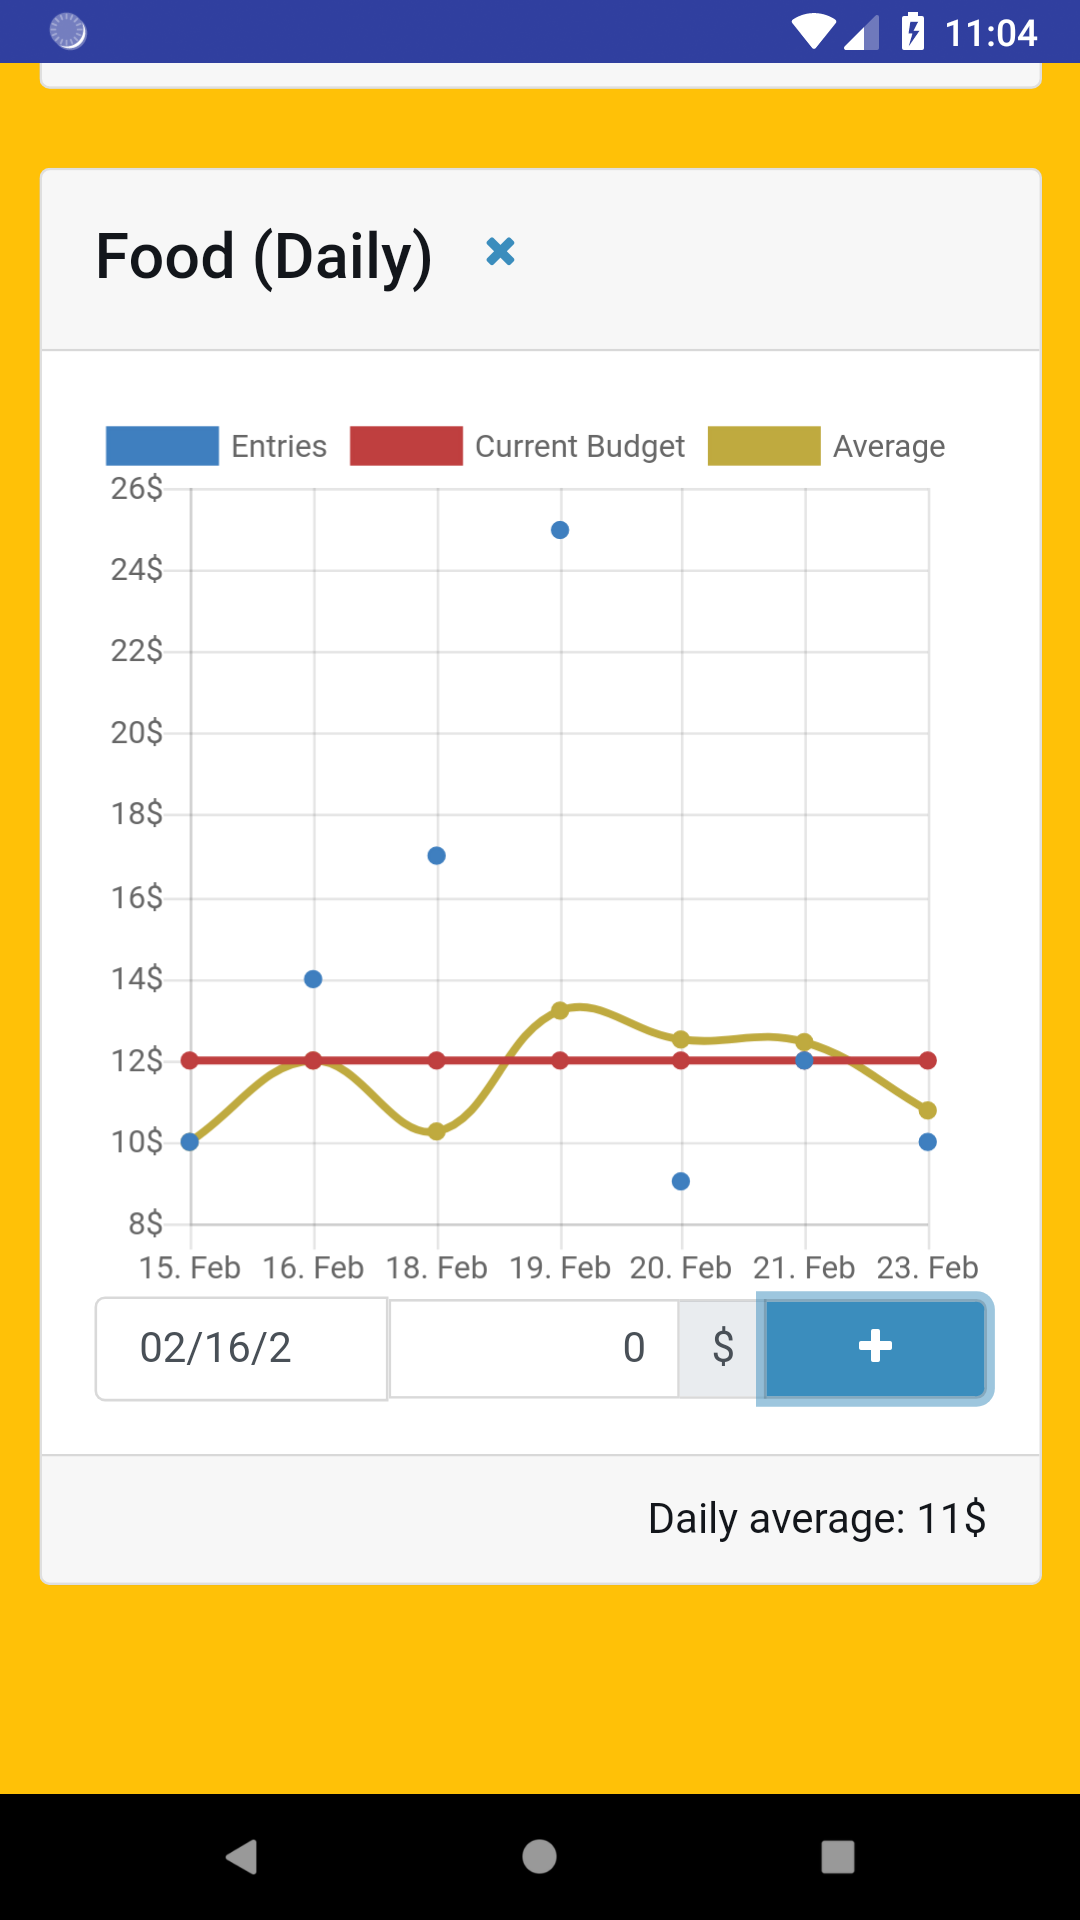 11:04
Food (Daily)
Entries Current Budget Average
26$
24$
22$
20$
18$
16$
14$
12$
10$
8$
15. Feb 16. Feb 18. Feb 19. Feb 20. Feb 21. Feb 23. Feb
02/16/2 0 $ +
Daily average: 11$